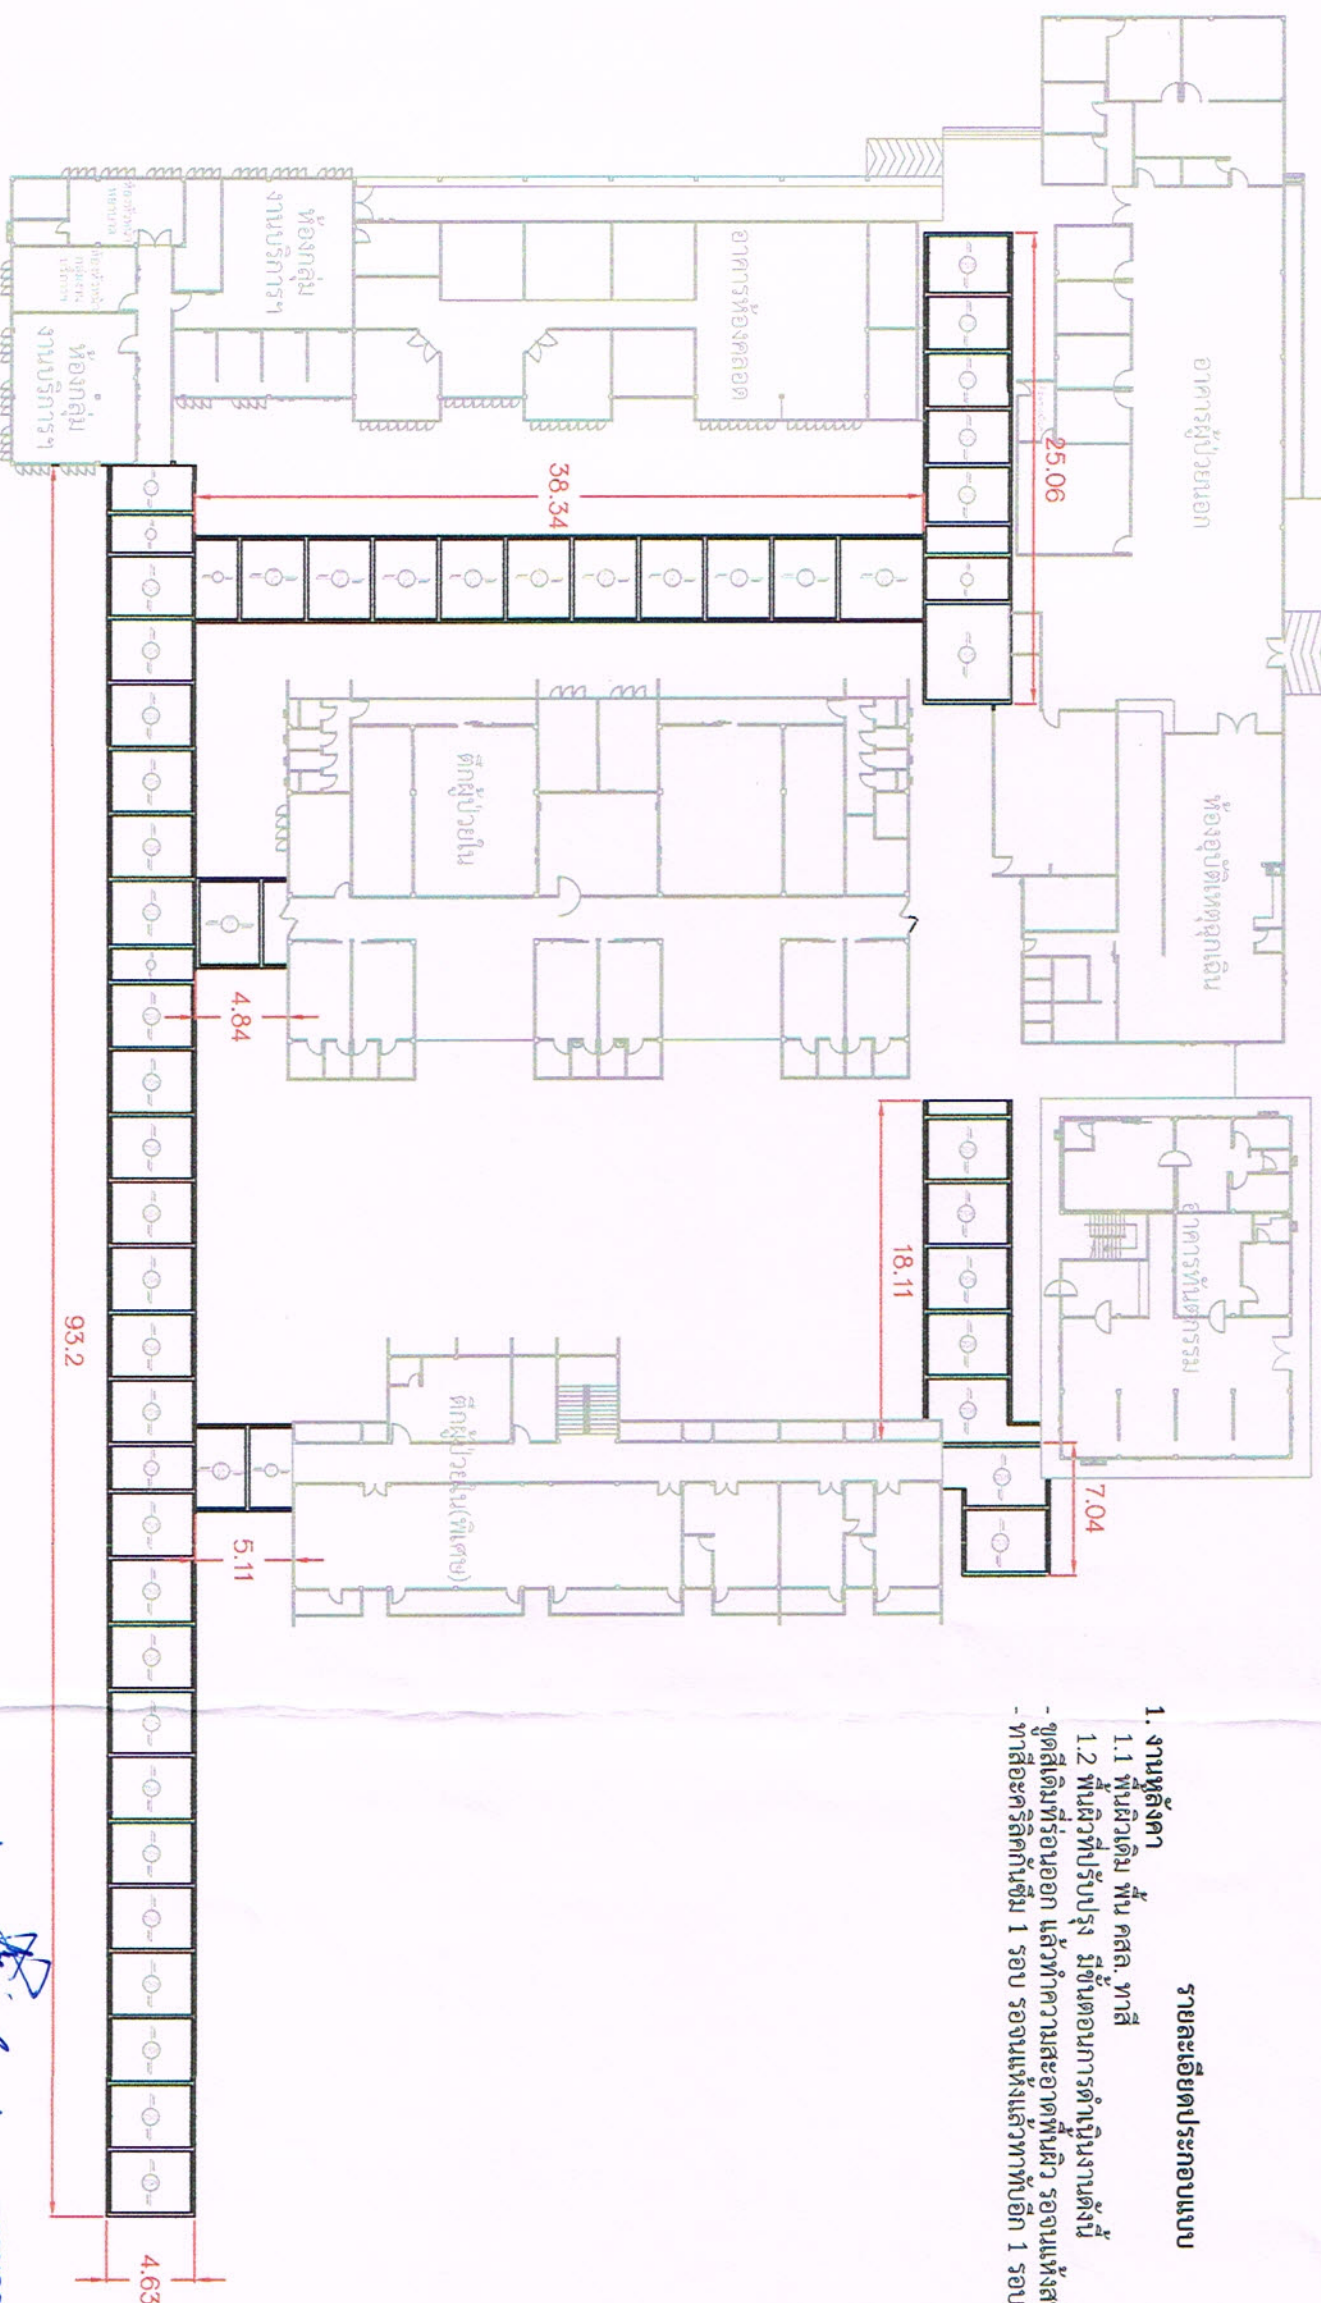 รายละเอียดประกอบแบบ
1. งานหลังคา
1.1 พื้นผิวเดิม พื้น คสล. ทาสี
1.2 พื้นผิวที่ปรับปรุง มีขั้นตอนการดำเนินงานดังนี้
- ขูดสีเดิมที่ร่อนออก แล้วทำความสะอาดพื้นผิว รอจนแห้ง
- ทาสีอะคริลิคกันซึม 1 รอบ รอจนแห้งแล้วทาทับอีก 1 รอบ
อาคารผู้ป่วยนอก
ห้องอุบัติเหตุฉุกเฉิน
อาคารทันตกรรม
25.06
7.04
18.11
อาคารห้องคลอด
38.34
ตึกผู้ป่วยใน
ตึกผู้ป่วยใน(พิเศษ)
ห้องกลุ่ม
งานบริการฯ
4.84
5.11
ห้องกลุ่ม
งานบริการฯ
93.2
4.63